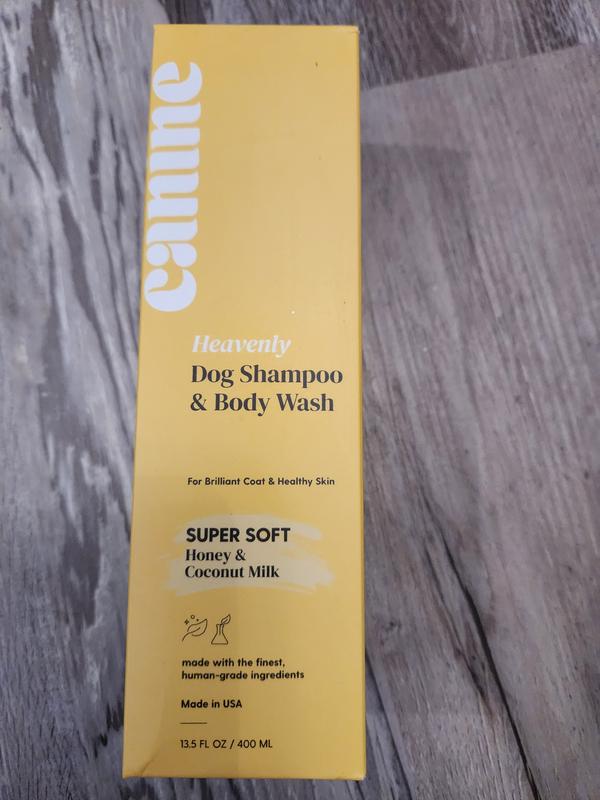 canine
Heavenly
Dog Shampoo
& Body Wash
For Brilliant Coat & Healthy Skin
SUPER SOFT
Honey &
Coconut Milk
made with the finest,
human-grade ingredients
Made in USA
13.5 FL OZ / 400 ML